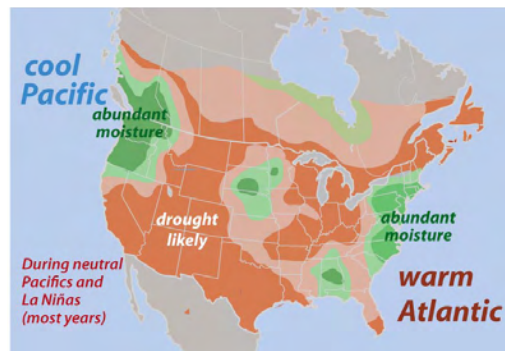 cool
Pacific
abundant
moisture
drought
likely
abundant
moisture
During neutral
Pacifics and
La Niñas
(most years)
warm
Atlantic